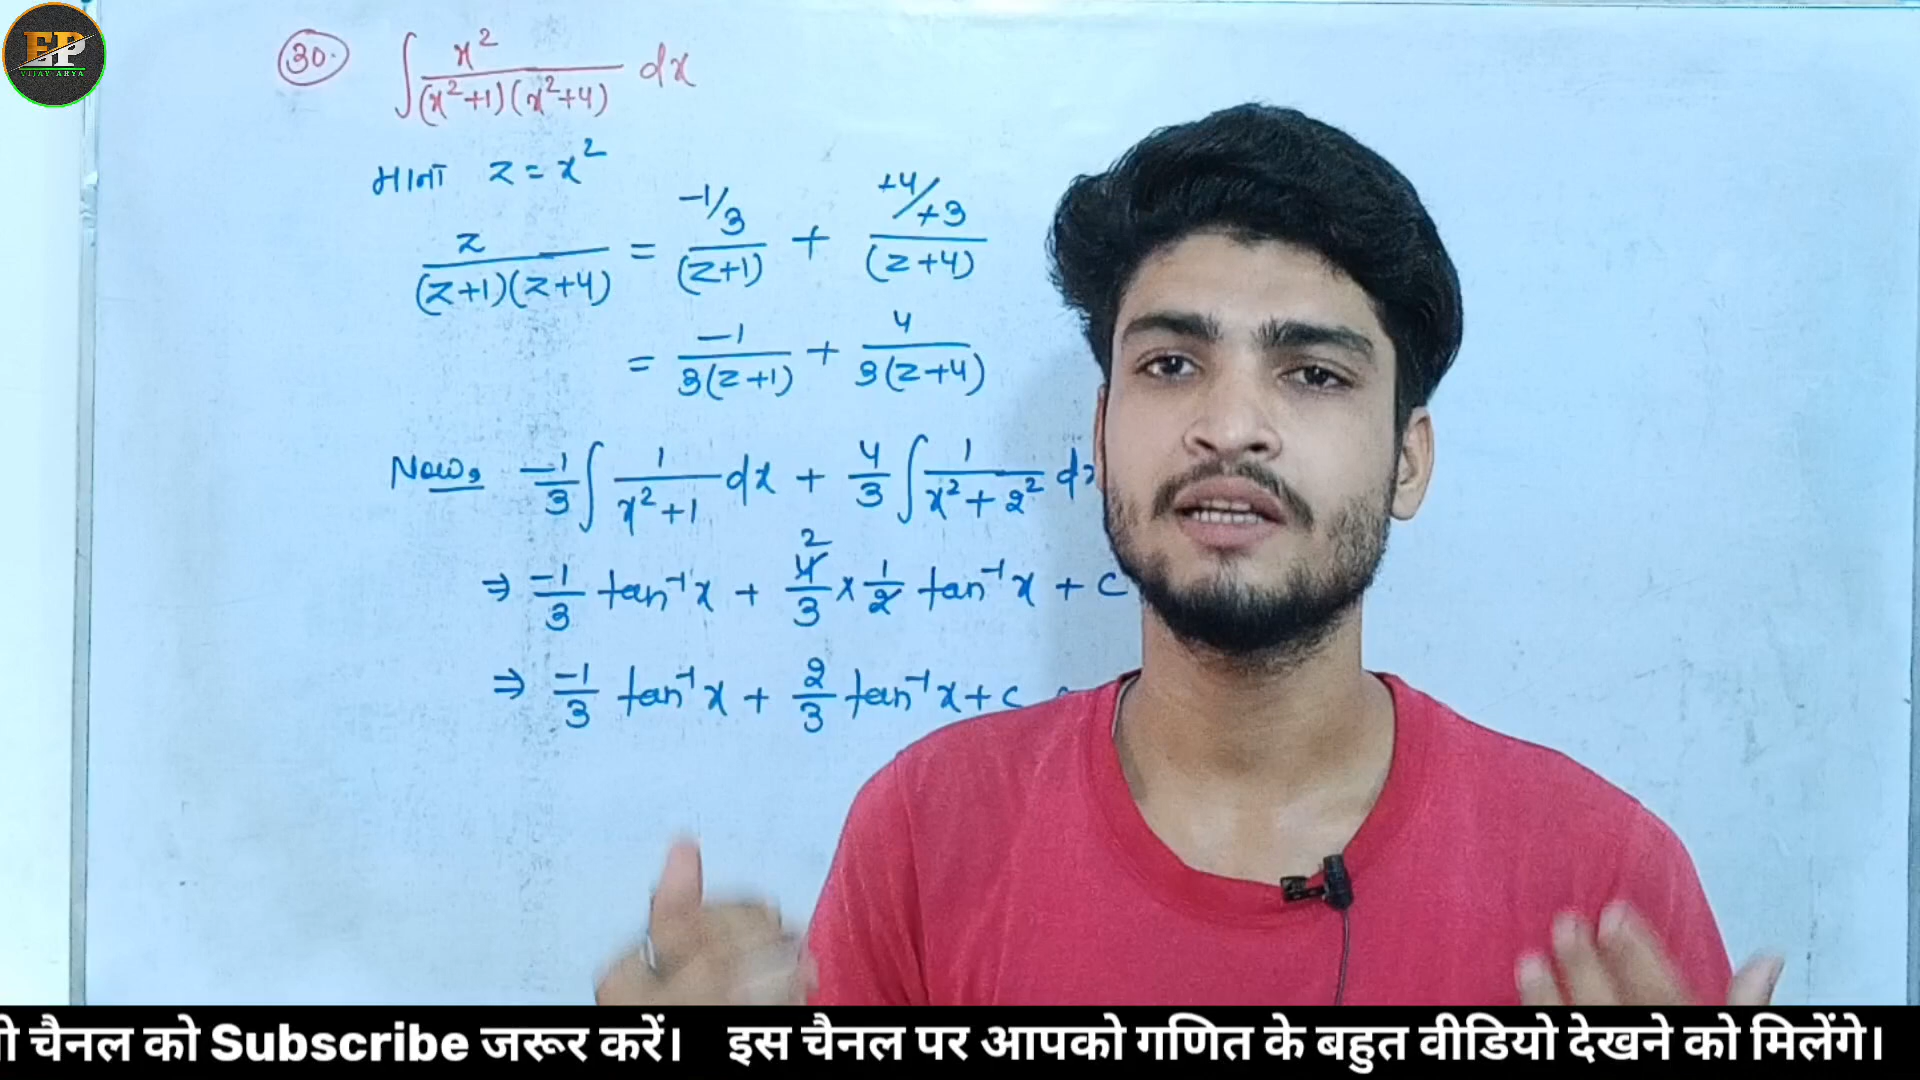 EP
VIJAY ARYA
30. ∫ x²/(x²+1)(x²+4) dx
माना z = x²
z/(z+1)(z+4) = -1/3/(z+1) + +4/+3/(z+4)
= -1/3(z+1) + 4/3(z+4)
Now, -1/3 ∫ 1/x²+1 dx + 4/3 ∫ 1/x²+2² dx
⇒ -1/3 tan⁻¹x + 4/3 × 1/2 tan⁻¹x + c
⇒ -1/3 tan⁻¹x + 2/3 tan⁻¹x + c
चैनल को Subscribe जरूर करें। इस चैनल पर आपको गणित के बहुत वीडियो देखने को मिलेंगे।